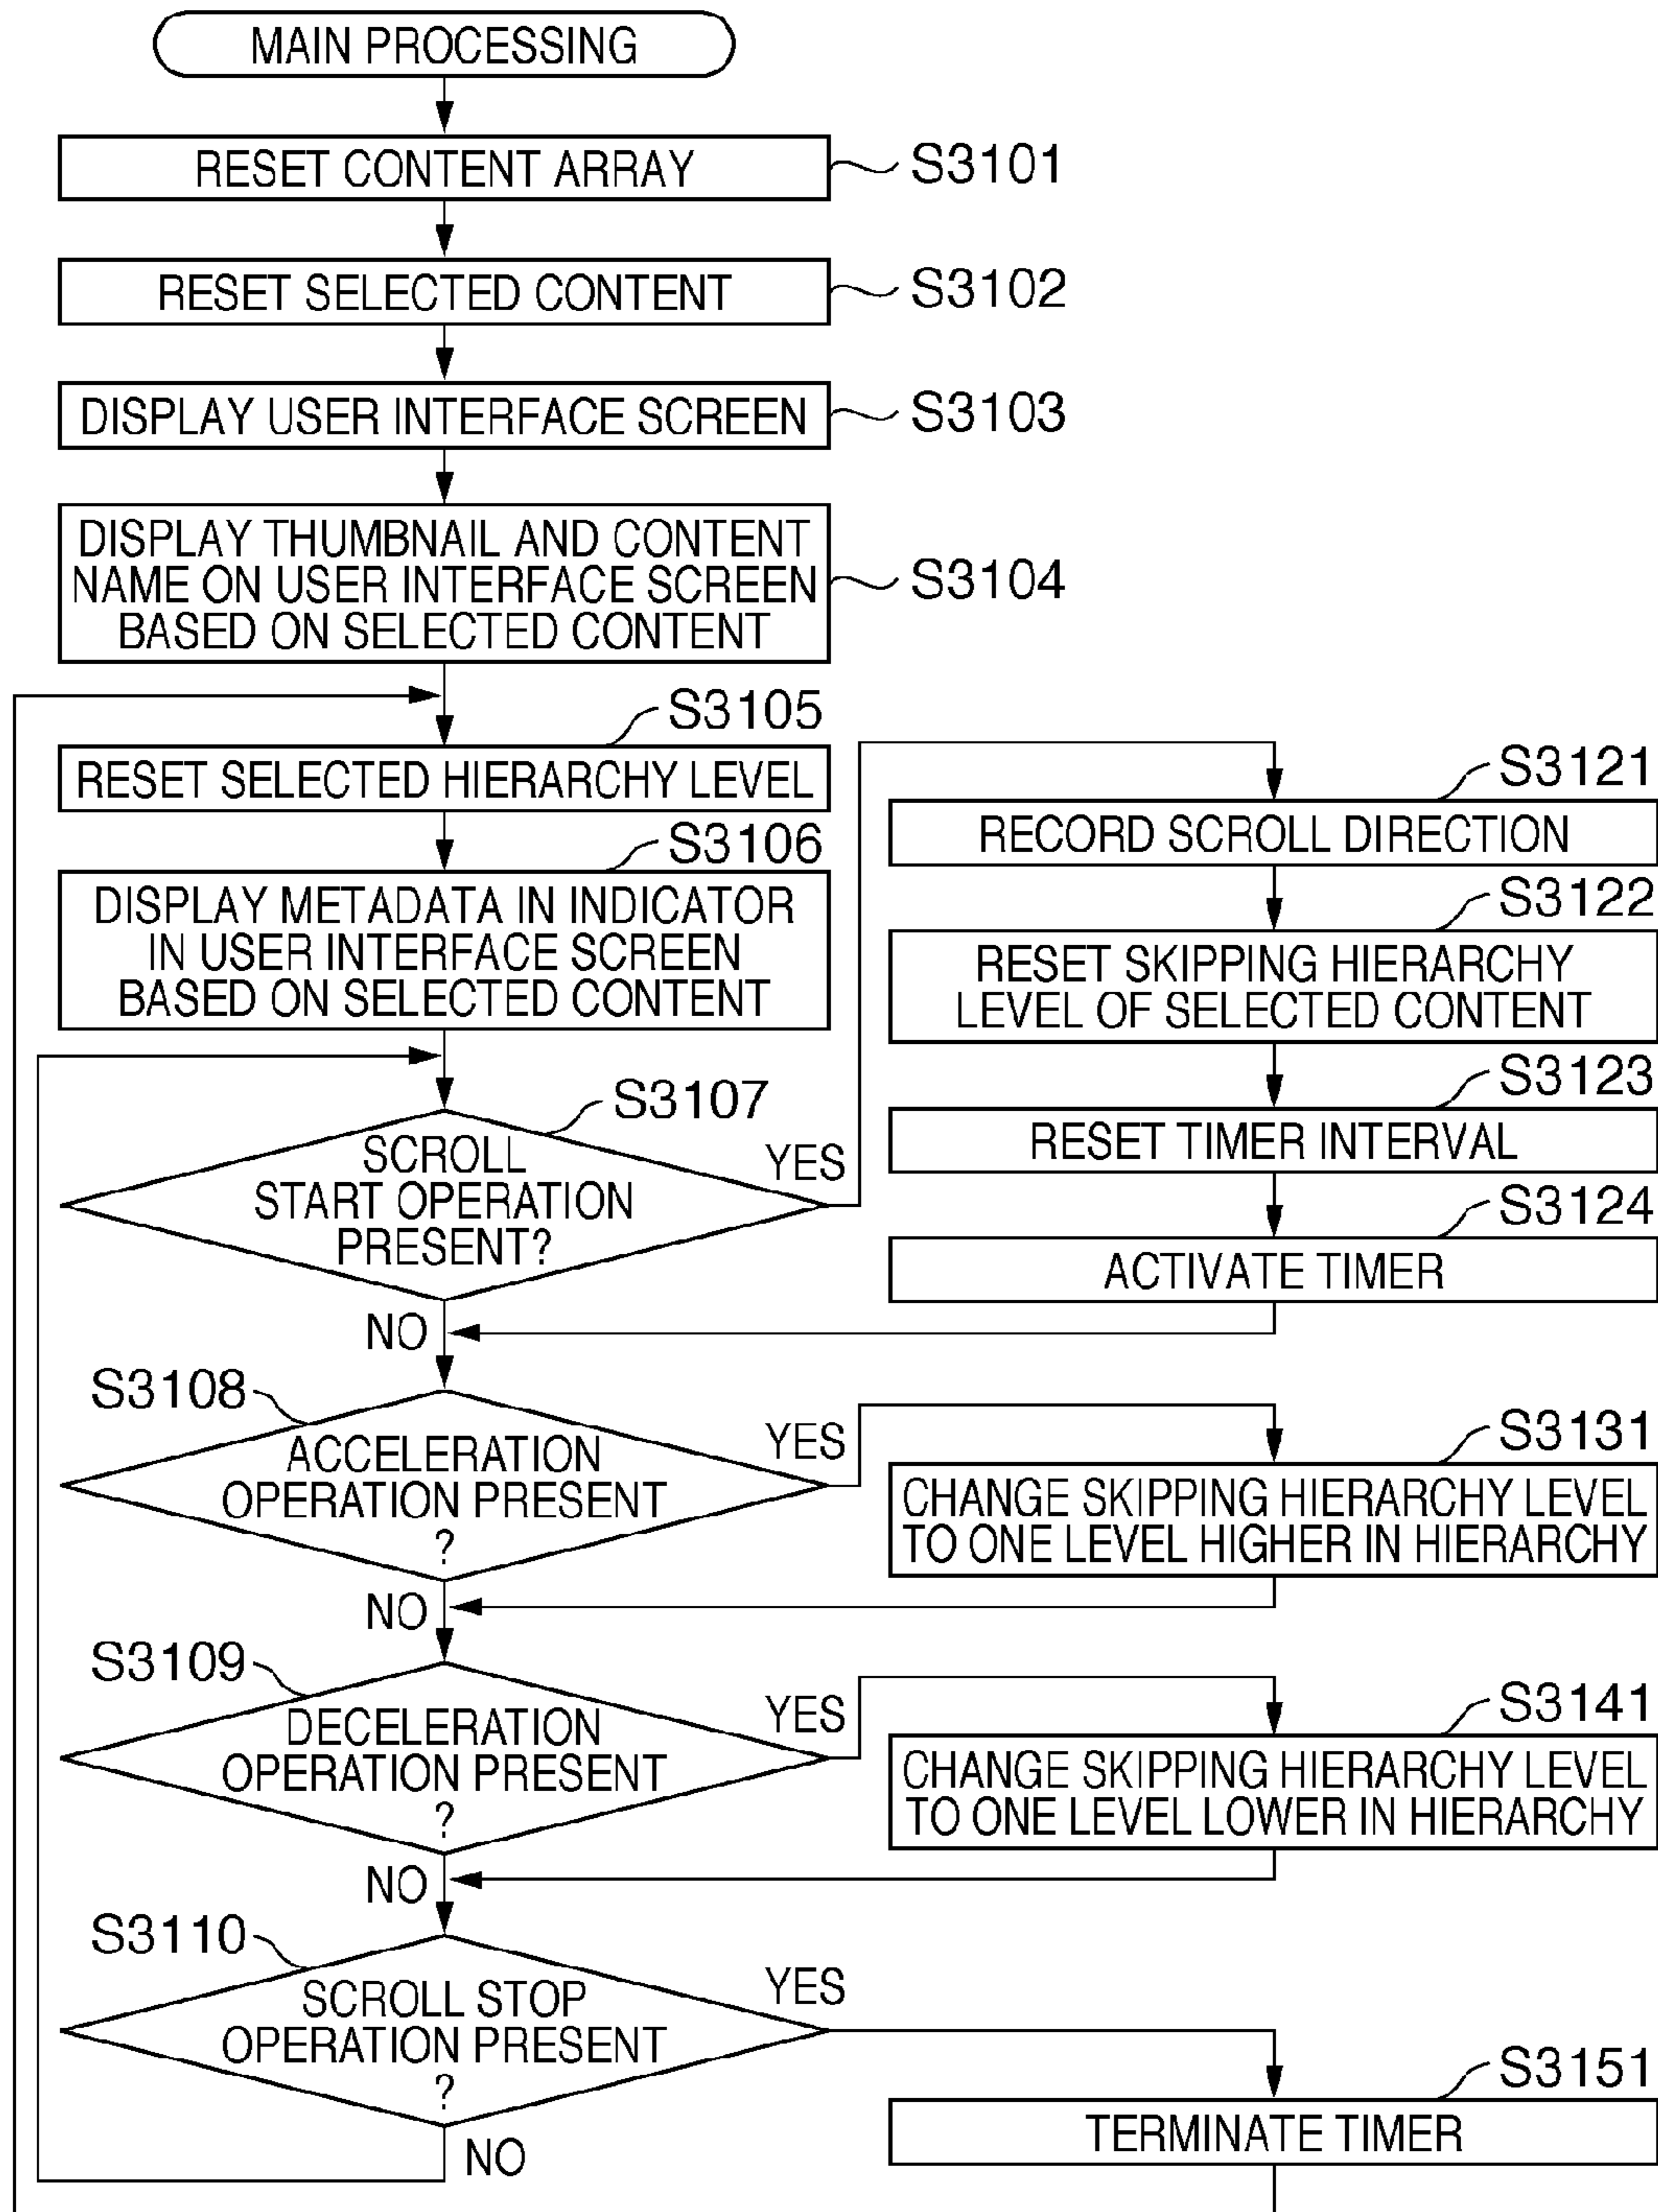 MAIN PROCESSING
RESET CONTENT ARRAY
S3101
RESET SELECTED CONTENT
S3102
DISPLAY USER INTERFACE SCREEN
S3103
DISPLAY THUMBNAIL AND CONTENT
NAME ON USER INTERFACE SCREEN
BASED ON SELECTED CONTENT
S3104
S3105
RESET SELECTED HIERARCHY LEVEL
S3106
DISPLAY METADATA IN INDICATOR
IN USER INTERFACE SCREEN
BASED ON SELECTED CONTENT
S3107
SCROLL
START OPERATION
PRESENT?
YES
NO
S3121
RECORD SCROLL DIRECTION
S3122
RESET SKIPPING HIERARCHY
LEVEL OF SELECTED CONTENT
S3123
RESET TIMER INTERVAL
S3124
ACTIVATE TIMER
S3108
ACCELERATION
OPERATION PRESENT
?
YES
NO
S3131
CHANGE SKIPPING HIERARCHY LEVEL
TO ONE LEVEL HIGHER IN HIERARCHY
S3109
DECELERATION
OPERATION PRESENT
?
YES
NO
S3141
CHANGE SKIPPING HIERARCHY LEVEL
TO ONE LEVEL LOWER IN HIERARCHY
S3110
SCROLL STOP
OPERATION PRESENT
?
YES
NO
S3151
TERMINATE TIMER